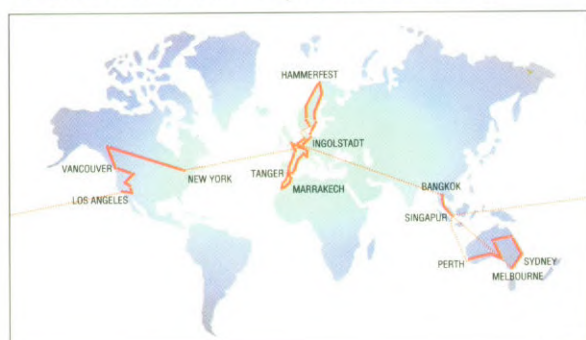 HAMMERFEST
INGOLSTADT
VANCOUVER
NEW YORK
TANGER
LOS ANGELES
MARRAKECH
BANGKOK
SINGAPUR
PERTH
SYDNEY
MELBOURNE